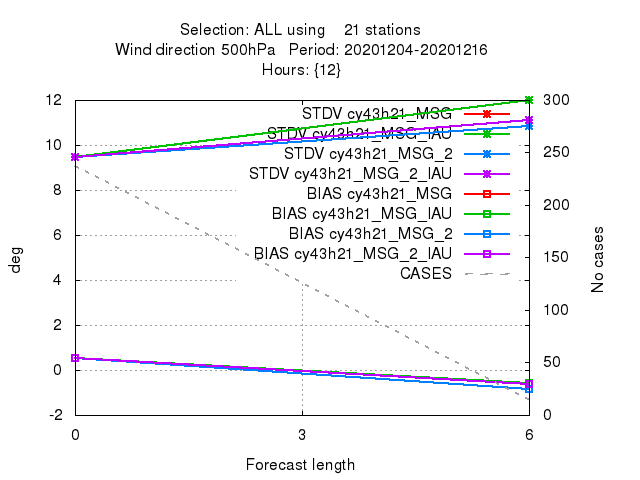 Selection: ALL using 21 stations
Wind direction 500hPa Period: 20201204-20201216
Hours: {12}
12 300
STDV cy43h21_MSG
STDV cy43h21_MSG_IAU
10 250
STDV cy43h21_MSG_2
STDV cy43h21_MSG_2_IAU
8 200
BIAS cy43h21_MSG
BIAS cy43h21_MSG_IAU
6 150
BIAS cy43h21_MSG_2
BIAS cy43h21_MSG_2_IAU
CASES
4 100
2
50
0
-2 0
deg
No cases
0 3 6
Forecast length